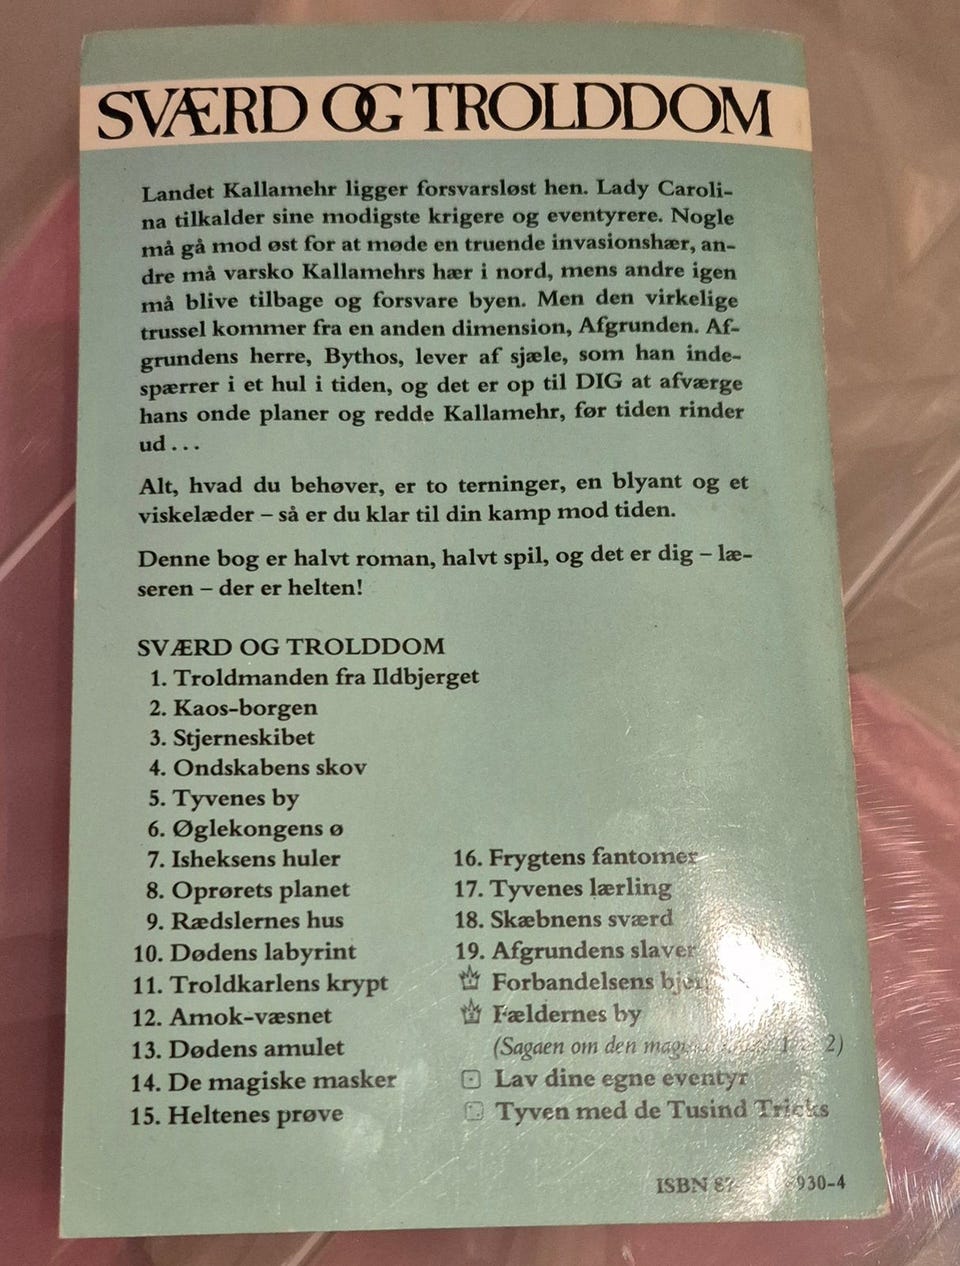 SVÆRD OG TROLDDOM
Landet Kallamehr ligger forsvarsløst hen. Lady Caroli-
na tilkalder sine modigste krigere og eventyrere. Nogle
må gå mod øst for at møde en truende invasionshær, an-
dre må varsko Kallamehrs hær i nord, mens andre igen
må blive tilbage og forsvare byen. Men den virkelige
trussel kommer fra en anden dimension, Afgrunden. Af-
grundens herre, Bythos, lever af sjæle, som han inde-
spærrer i et hul i tiden, og det er op til DIG at afværge
hans onde planer og redde Kallamehr, før tiden rinder
ud . . .
Alt, hvad du behøver, er to terninger, en blyant og et
viskelæder – så er du klar til din kamp mod tiden.
Denne bog er halvt roman, halvt spil, og det er dig – læ-
seren – der er helten!
SVÆRD OG TROLDDOM
1. Troldmanden fra Ildbjerget
2. Kaos-borgen
3. Stjerneskibet
4. Ondskabens skov
5. Tyvenes by
6. Øglekongens ø
7. Isheksens huler
8. Oprørets planet
9. Rædslernes hus
10. Dødens labyrint
11. Troldkarlens krypt
12. Amok-væsnet
13. Dødens amulet
14. De magiske masker
15. Heltenes prøve
16. Frygtens fantomer
17. Tyvenes lærling
18. Skæbnens sværd
19. Afgrundens slaver
Forbandelsens
Fældernes by
(Sagaen om den 2)
Lav dine egne eventyr
Tyven med de Tusind Tricks
ISBN 87 930-4